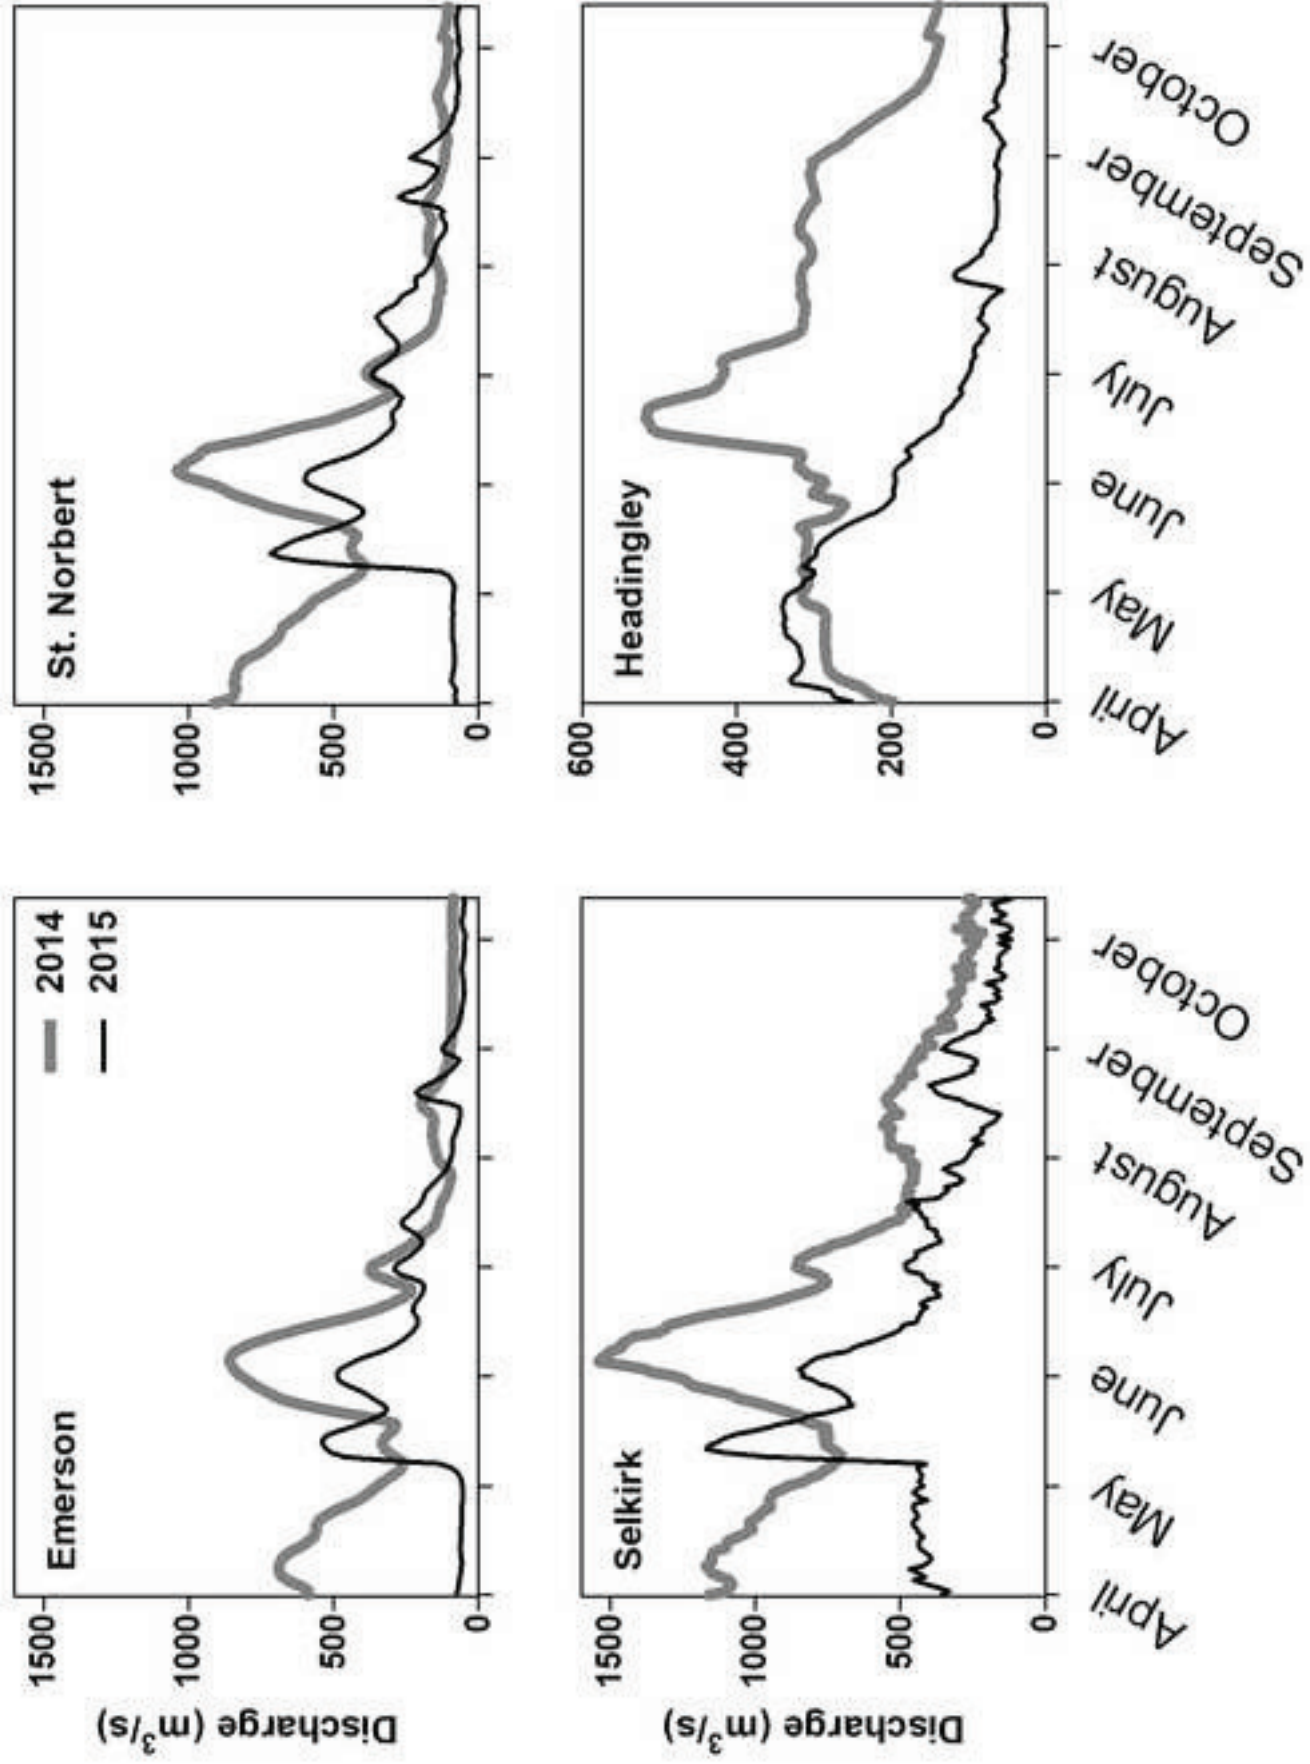 Emerson
2014
2015
Discharge (m³/s)
1500
1000
500
0
St. Norbert
1500
1000
500
0
Selkirk
Discharge (m³/s)
1500
1000
500
0
April
May
June
July
August
September
October
Headingley
600
400
200
0
April
May
June
July
August
September
October